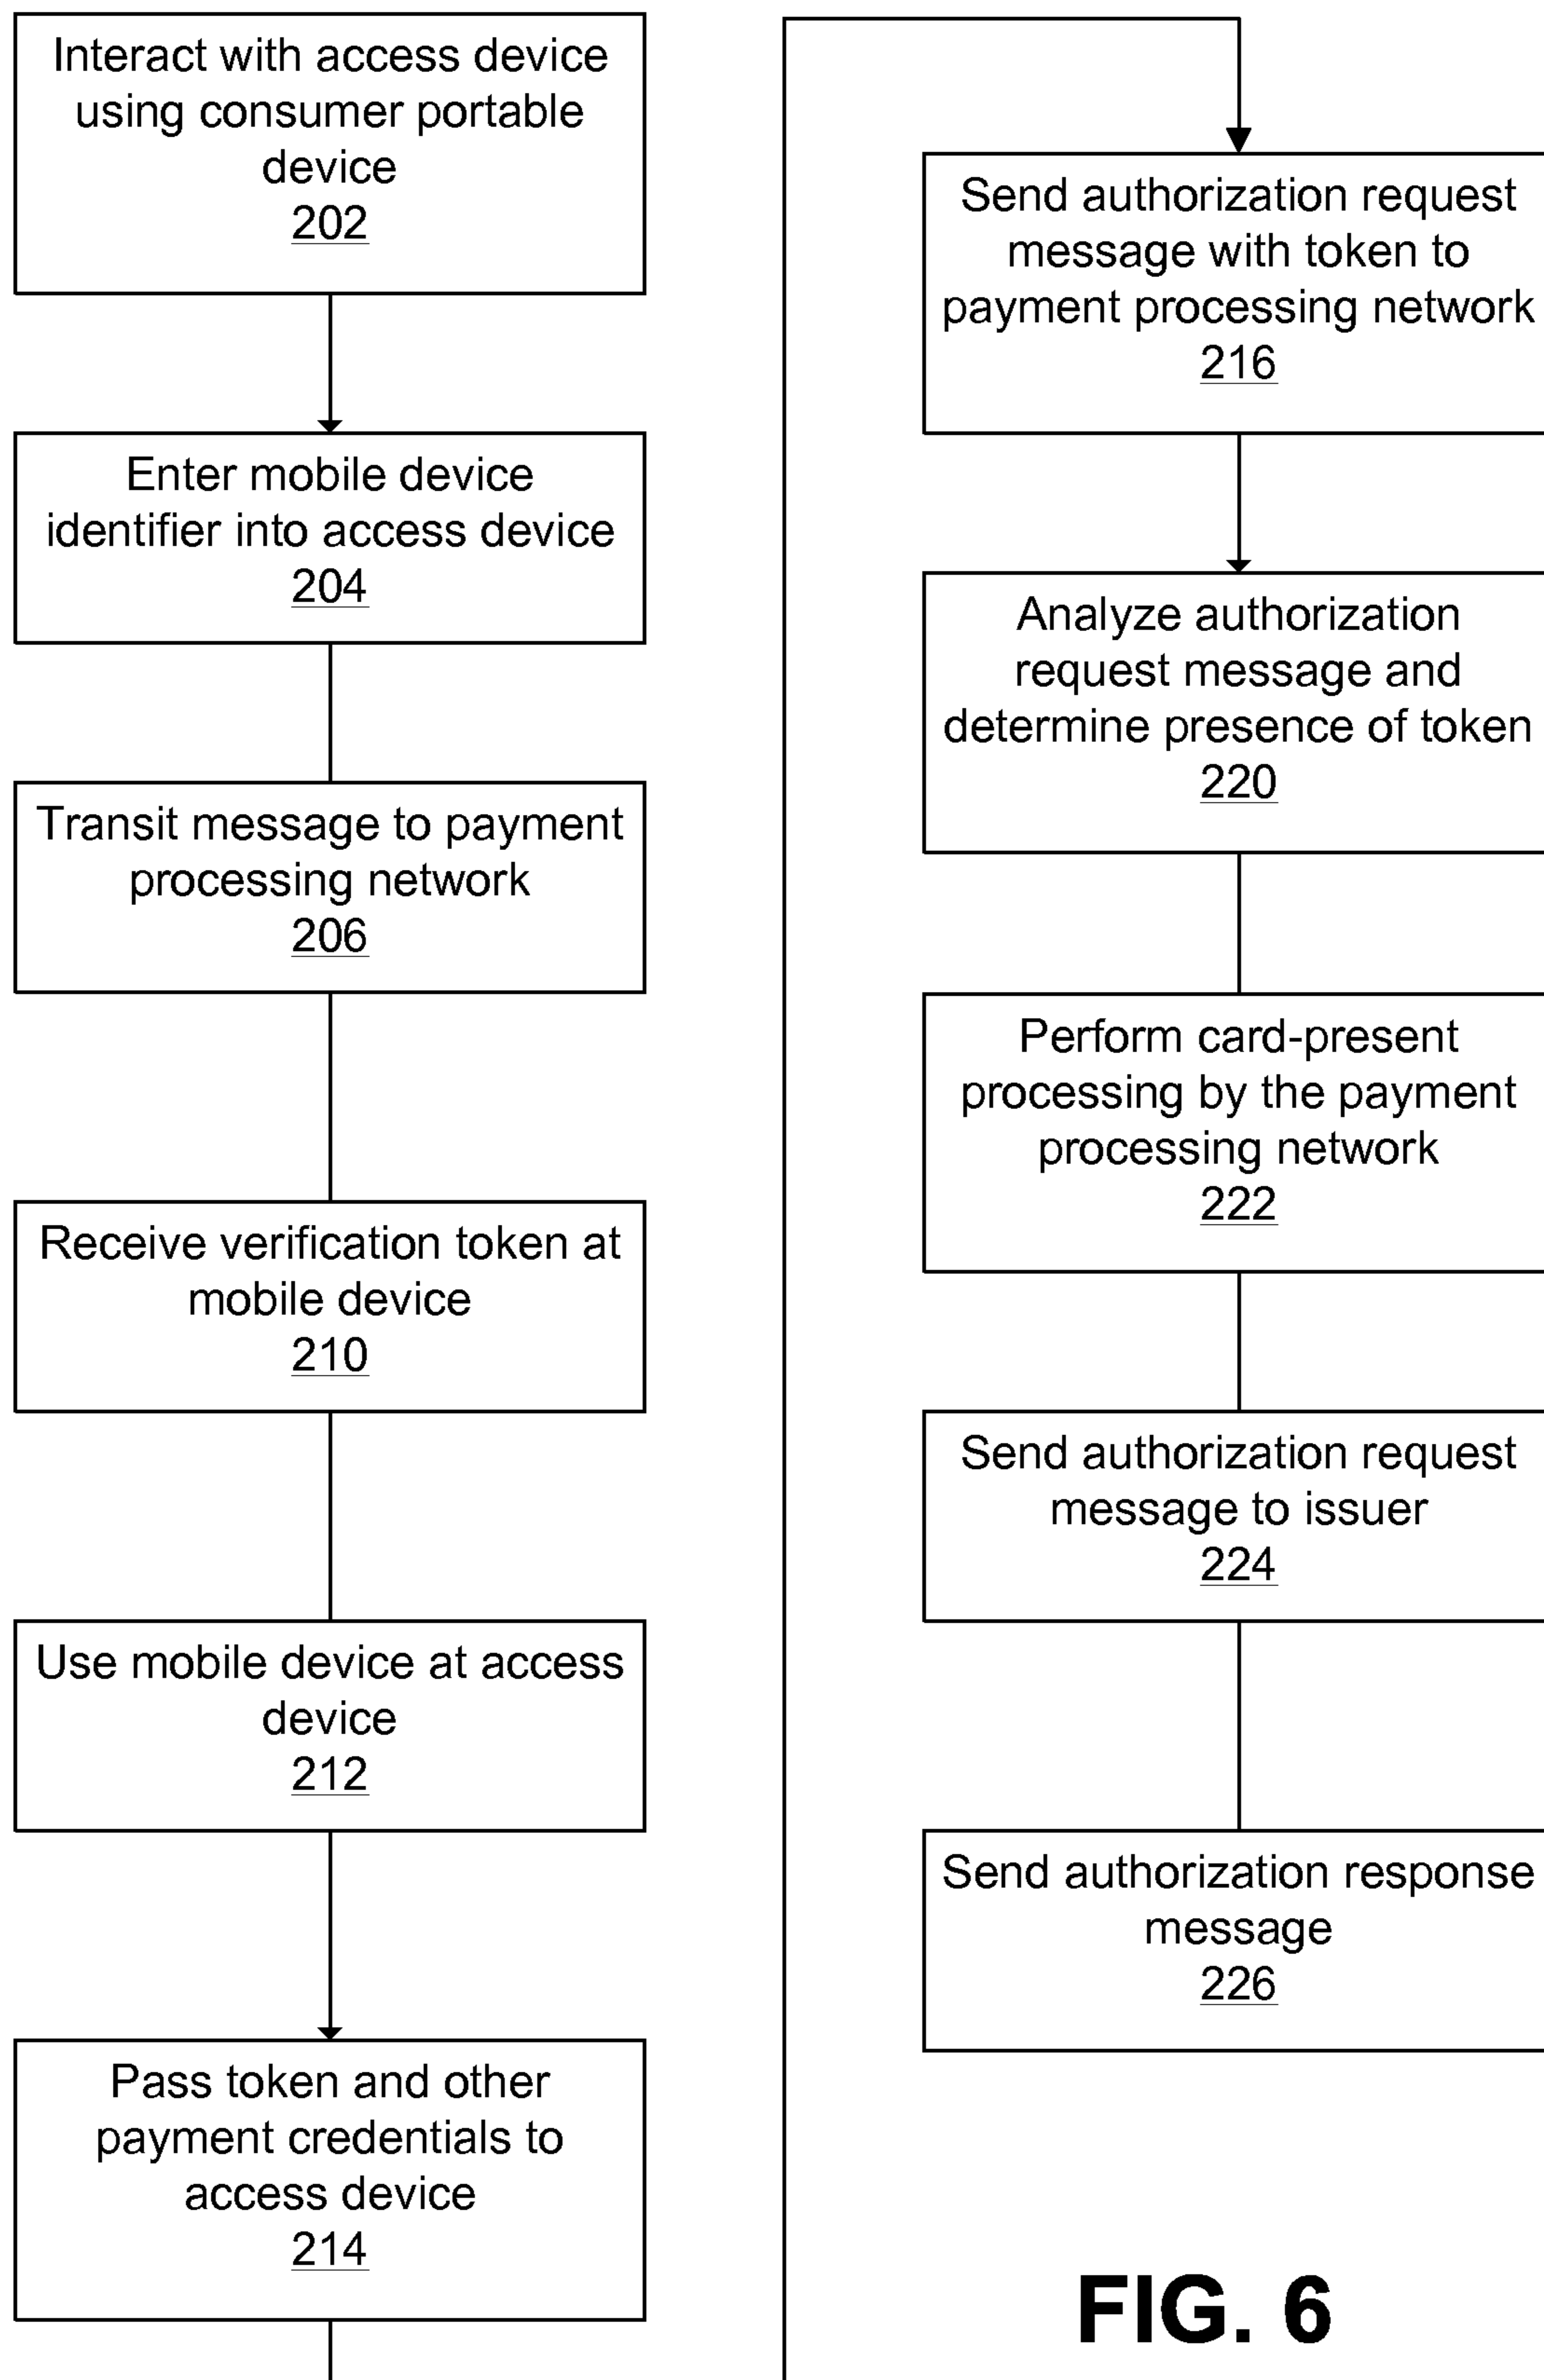 Interact with access device
using consumer portable
device
202
Enter mobile device
identifier into access device
204
Transit message to payment
processing network
206
Receive verification token at
mobile device
210
Use mobile device at access
device
212
Pass token and other
payment credentials to
access device
214
Send authorization request
message with token to
payment processing network
216
Analyze authorization
request message and
determine presence of token
220
Perform card-present
processing by the payment
processing network
222
Send authorization request
message to issuer
224
Send authorization response
message
226
FIG. 6